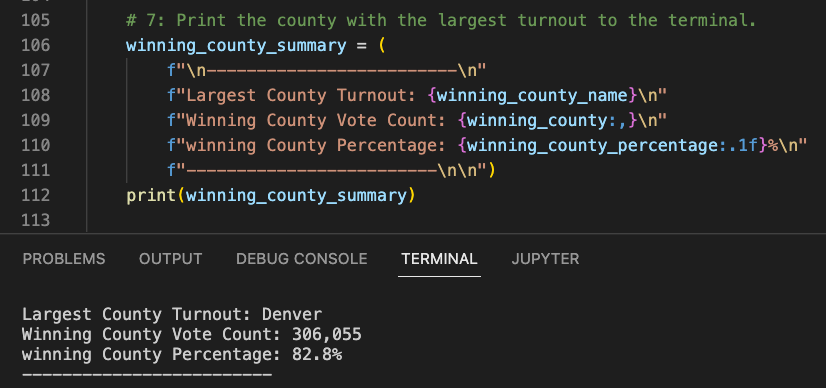 105 # 7: Print the county with the largest turnout to the terminal.
106 winning_county_summary = (
107 f"\n-------------------------\n"
108 f"Largest County Turnout: {winning_county_name}\n"
109 f"Winning County Vote Count: {winning_county:,}\n"
110 f"winning County Percentage: {winning_county_percentage:.1f}%\n"
111 f"-------------------------\n\n")
112 print(winning_county_summary)
113
PROBLEMS OUTPUT DEBUG CONSOLE TERMINAL JUPYTER
Largest County Turnout: Denver
Winning County Vote Count: 306,055
winning County Percentage: 82.8%
-------------------------